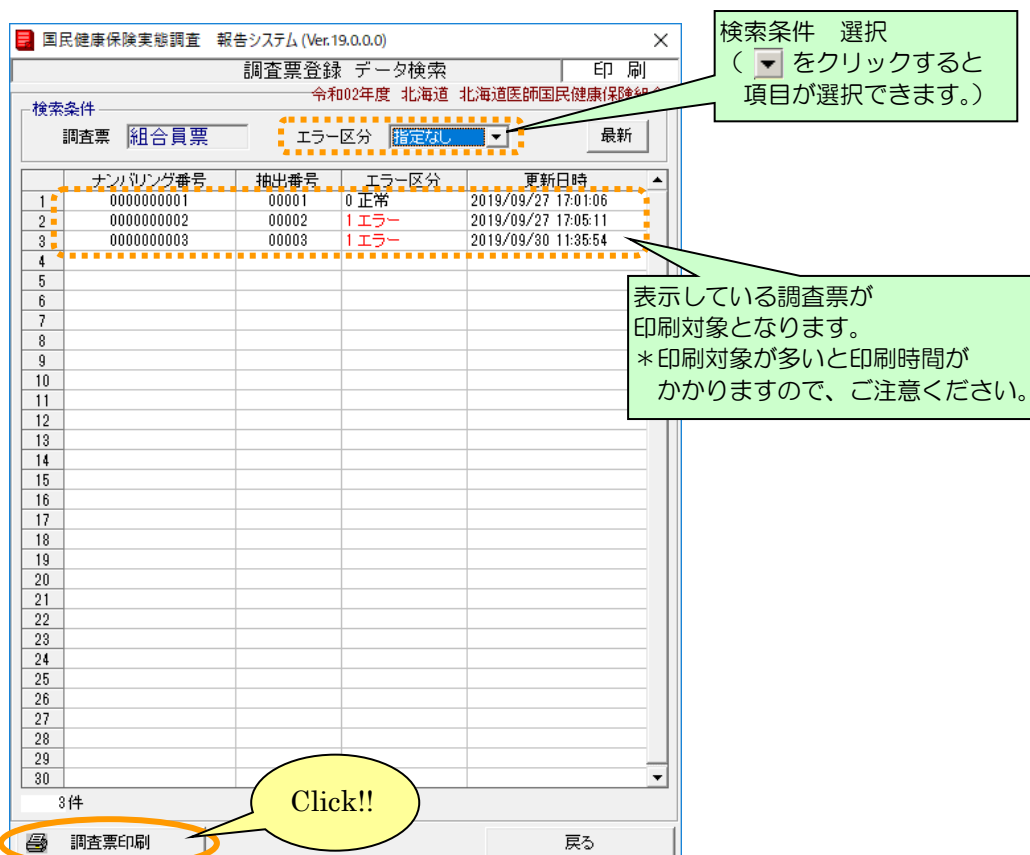 国民健康保険実態調査　報告システム (Ver.19.0.0.0)
調査票登録 データ検索
印 刷
令和02年度 北海道 北海道医師国民健康保険組合
検索条件
調査票 組合員票 エラー区分 指定なし 最新
ナンバリング番号 抽出番号 エラー区分 更新日時
1 0000000001 00001 0 正常 2019/09/27 17:01:06
2 0000000002 00002 1 エラー 2019/09/27 17:05:11
3 0000000003 00003 1 エラー 2019/09/30 11:35:54
4
5
6
7
8
9
10
11
12
13
14
15
16
17
18
19
20
21
22
23
24
25
26
27
28
29
30
3件
調査票印刷
戻る
検索条件　選択
（ をクリックすると
項目が選択できます。）
表示している調査票が
印刷対象となります。
＊印刷対象が多いと印刷時間が
かかりますので、ご注意ください。
Click!!